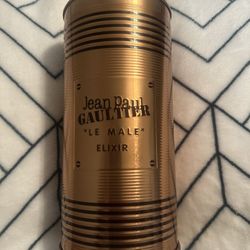 Jean Paul
GAULTIER
"LE MALE"
ELIXIR